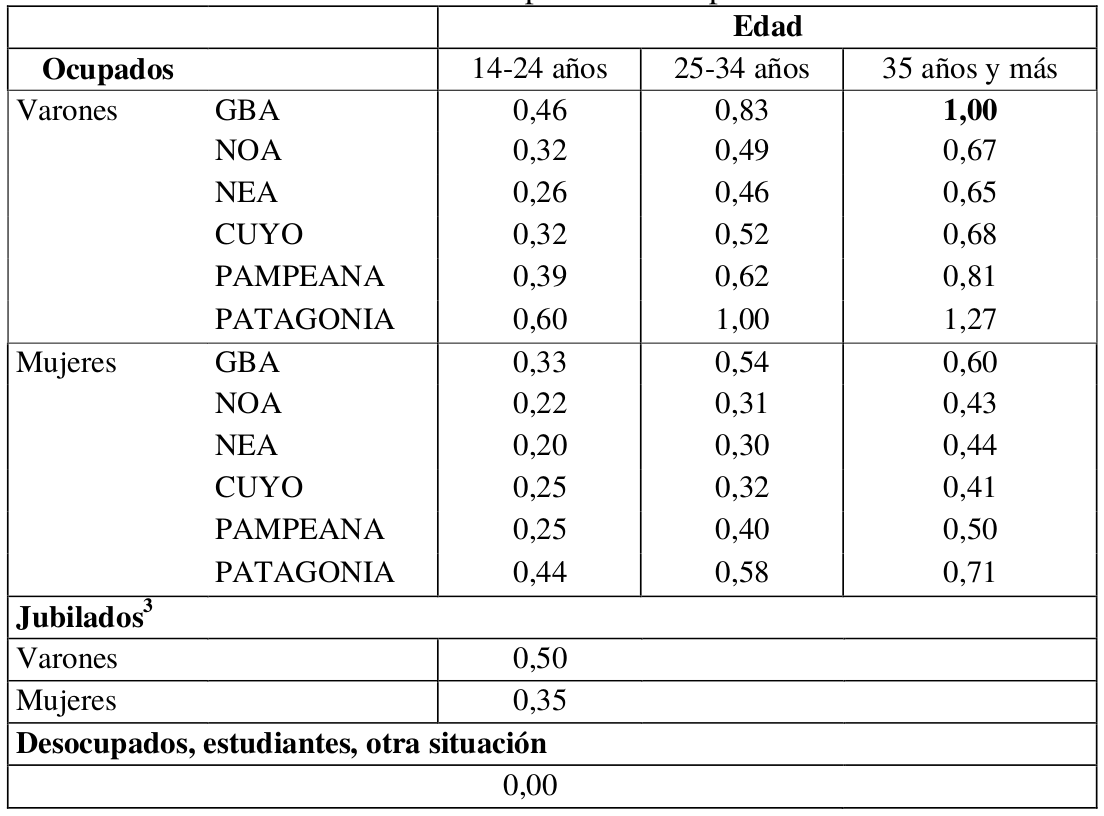 Edad
Ocupados 14-24 años 25-34 años 35 años y más
Varones GBA 0,46 0,83 1,00
NOA 0,32 0,49 0,67
NEA 0,26 0,46 0,65
CUYO 0,32 0,52 0,68
PAMPEANA 0,39 0,62 0,81
PATAGONIA 0,60 1,00 1,27
Mujeres GBA 0,33 0,54 0,60
NOA 0,22 0,31 0,43
NEA 0,20 0,30 0,44
CUYO 0,25 0,32 0,41
PAMPEANA 0,25 0,40 0,50
PATAGONIA 0,44 0,58 0,71
Jubilados³
Varones 0,50
Mujeres 0,35
Desocupados, estudiantes, otra situación
0,00